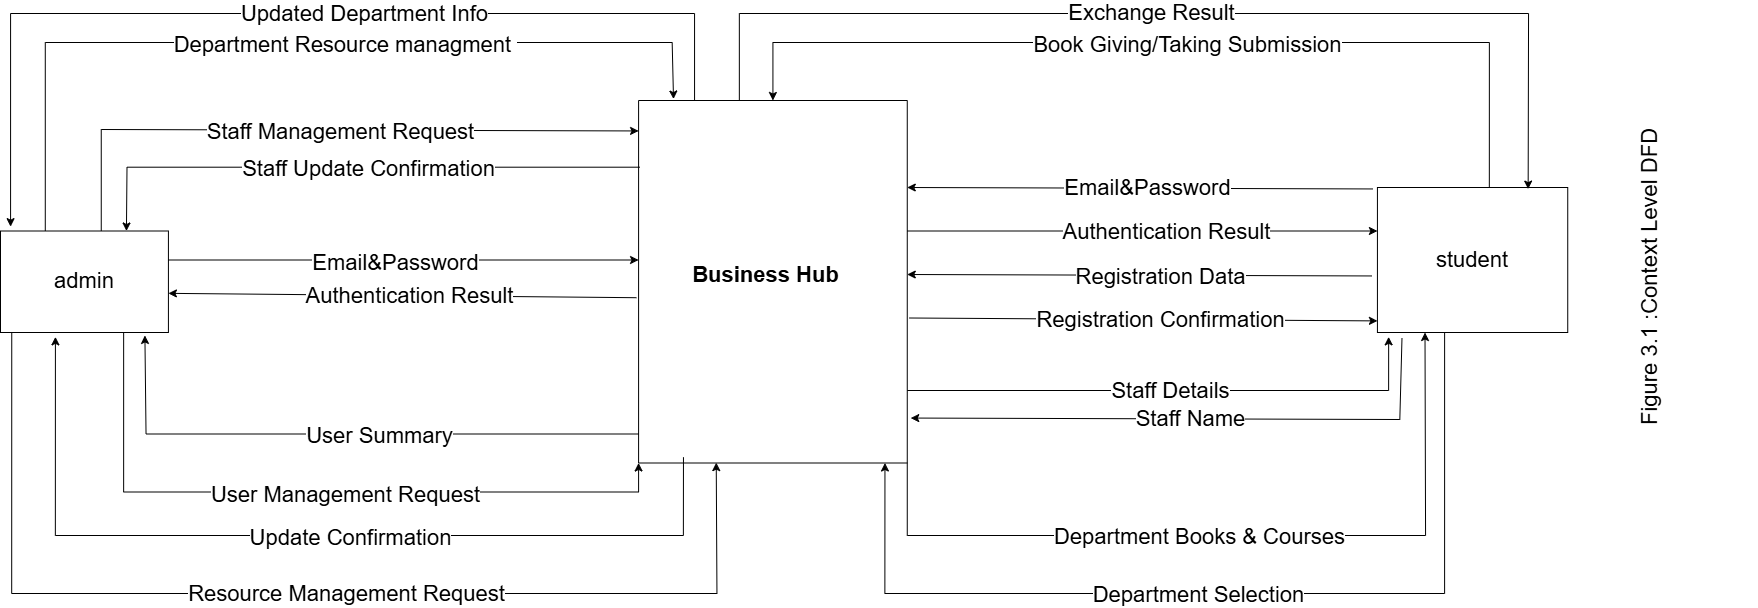 Updated Department Info
Exchange Result
Department Resource managment
Book Giving/Taking Submission
Staff Management Request
Staff Update Confirmation
Email&Password
Authentication Result
admin
Business Hub
Email&Password
Authentication Result
Registration Data
Registration Confirmation
student
Staff Details
Staff Name
User Summary
User Management Request
Update Confirmation
Department Books & Courses
Resource Management Request
Department Selection
Figure 3.1 :Context Level DFD